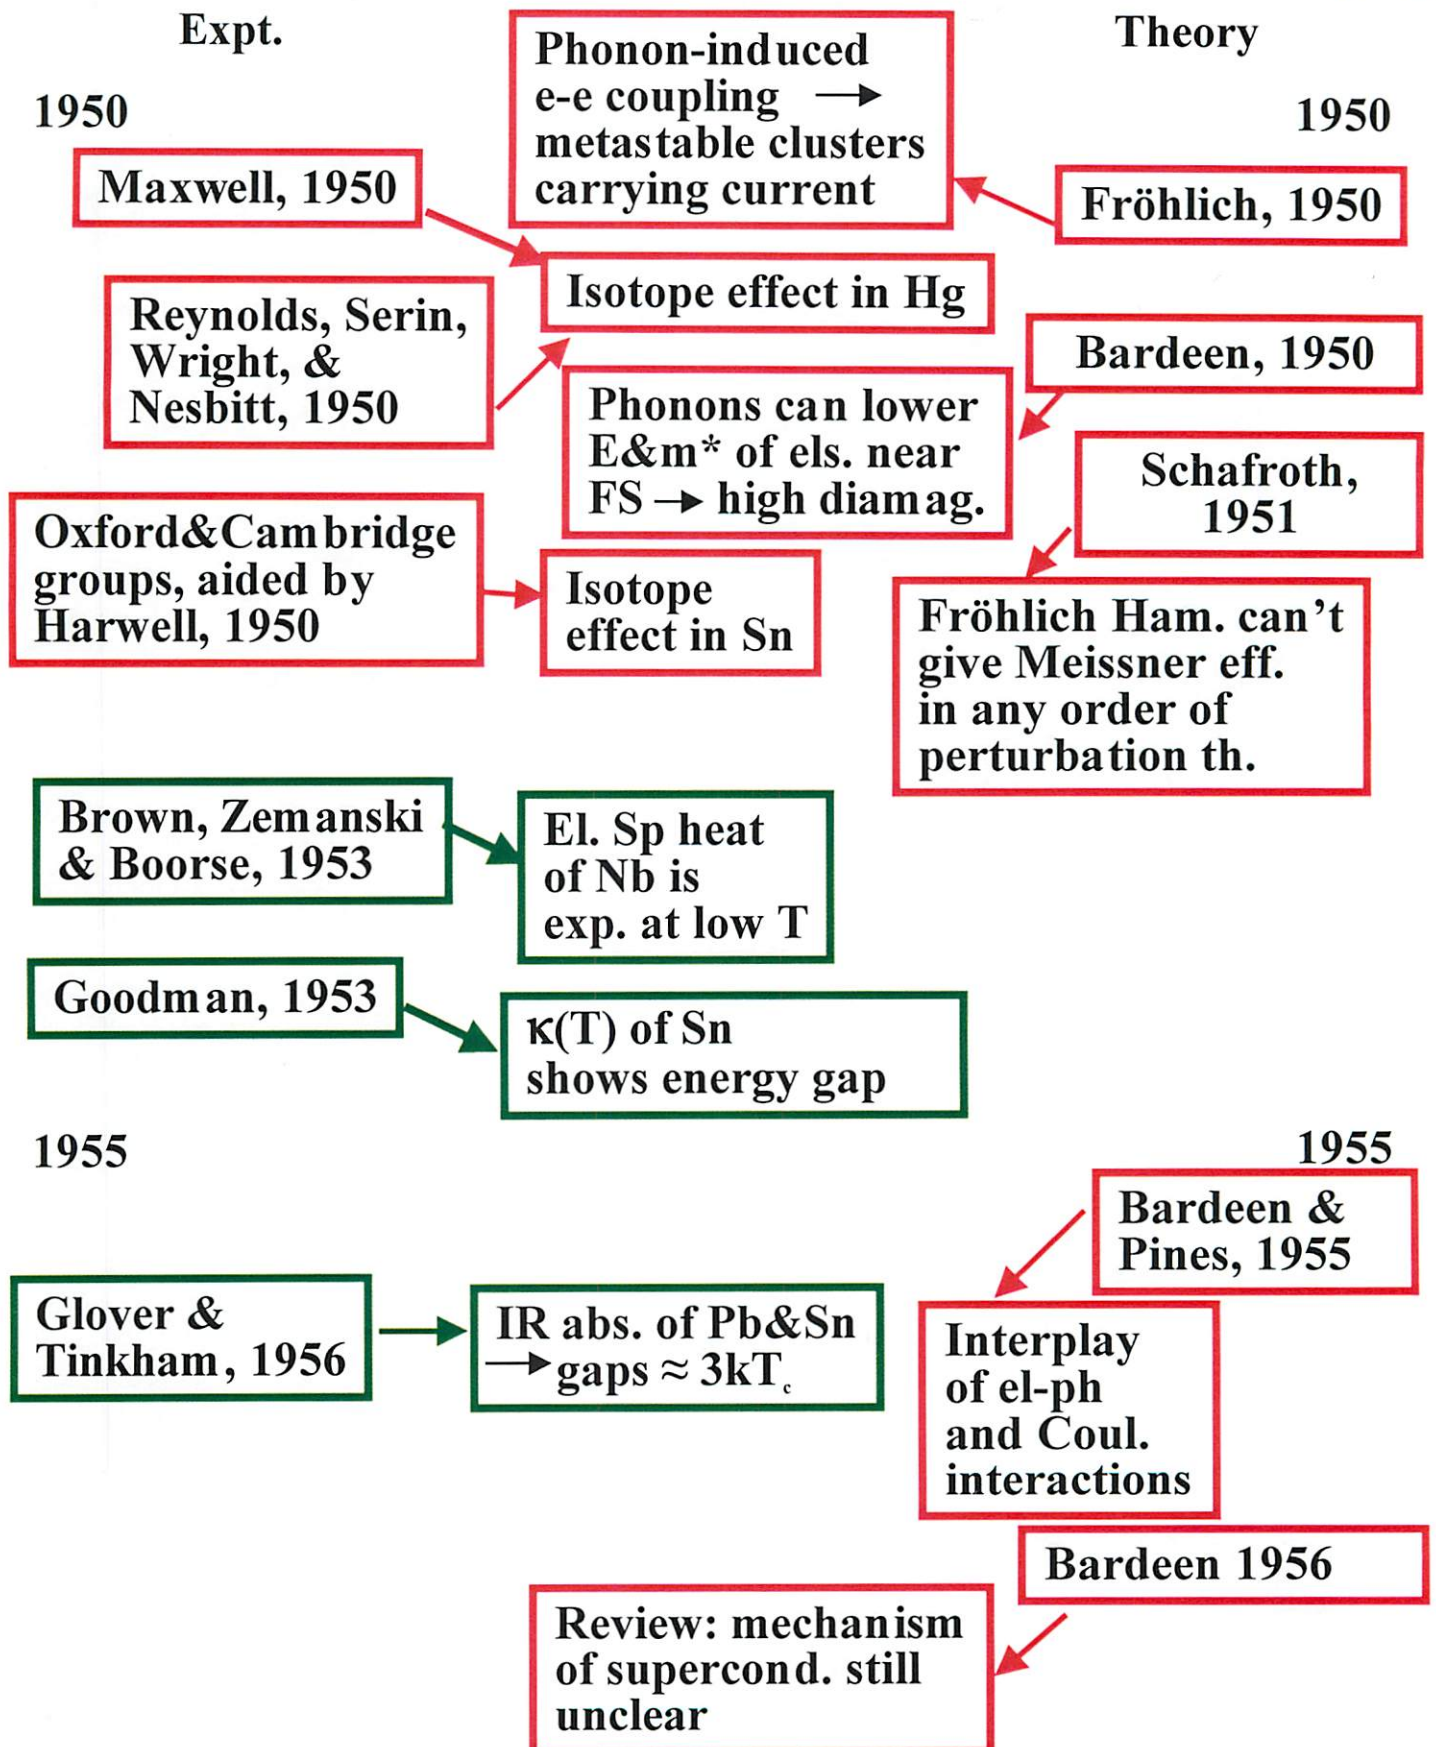 Expt.
Theory
1950
1950
Phonon-induced
e-e coupling →
metastable clusters
carrying current
Maxwell, 1950
Fröhlich, 1950
Isotope effect in Hg
Reynolds, Serin,
Wright, &
Nesbitt, 1950
Bardeen, 1950
Phonons can lower
E&m* of els. near
FS → high diamag.
Schafroth,
1951
Oxford&Cambridge
groups, aided by
Harwell, 1950
Isotope
effect in Sn
Fröhlich Ham. can't
give Meissner eff.
in any order of
perturbation th.
Brown, Zemanski
& Boorse, 1953
El. Sp heat
of Nb is
exp. at low T
Goodman, 1953
κ(T) of Sn
shows energy gap
1955
1955
Bardeen &
Pines, 1955
Glover &
Tinkham, 1956
IR abs. of Pb&Sn
→ gaps ≈ 3kTc
Interplay
of el-ph
and Coul.
interactions
Bardeen 1956
Review: mechanism
of supercond. still
unclear